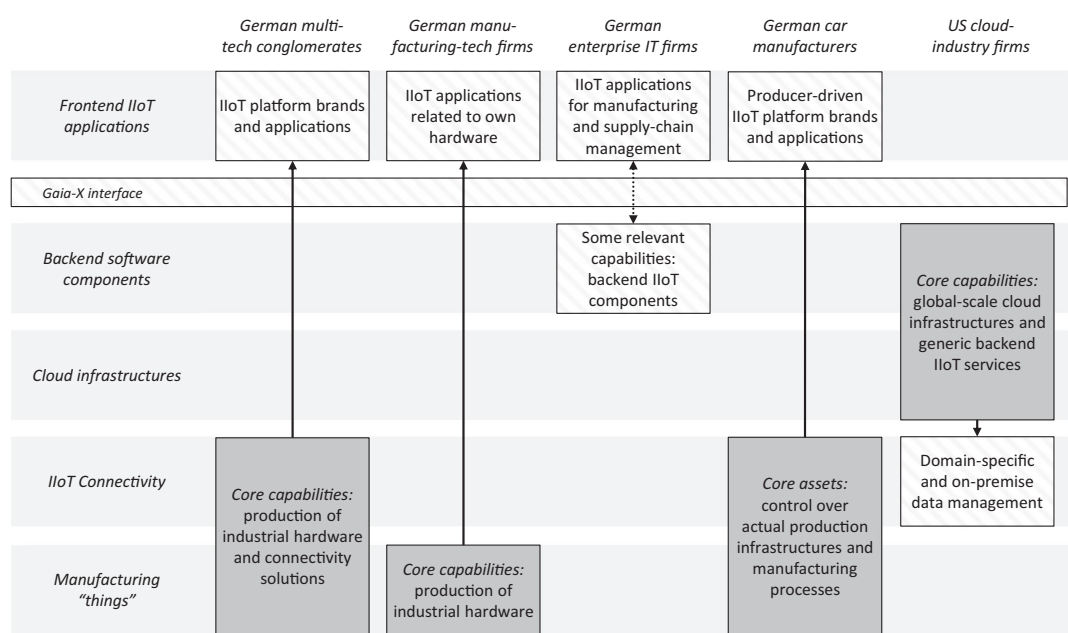 German multi-
tech conglomerates
German manu-
facturing-tech firms
German
enterprise IT firms
German car
manufacturers
US cloud-
industry firms
Frontend IIoT
applications
IIoT platform brands
and applications
IIoT applications
related to own
hardware
IIoT applications
for manufacturing
and supply-chain
management
Producer-driven
IIoT platform brands
and applications
Gaia-X interface
Backend software
components
Some relevant
capabilities:
backend IIoT
components
Core capabilities:
global-scale cloud
infrastructures and
generic backend
IIoT services
Cloud infrastructures
IIoT Connectivity
Core capabilities:
production of
industrial hardware
and connectivity
solutions
Core assets:
control over
actual production
infrastructures and
manufacturing
processes
Domain-specific
and on-premise
data management
Manufacturing
“things”
Core capabilities:
production of
industrial hardware